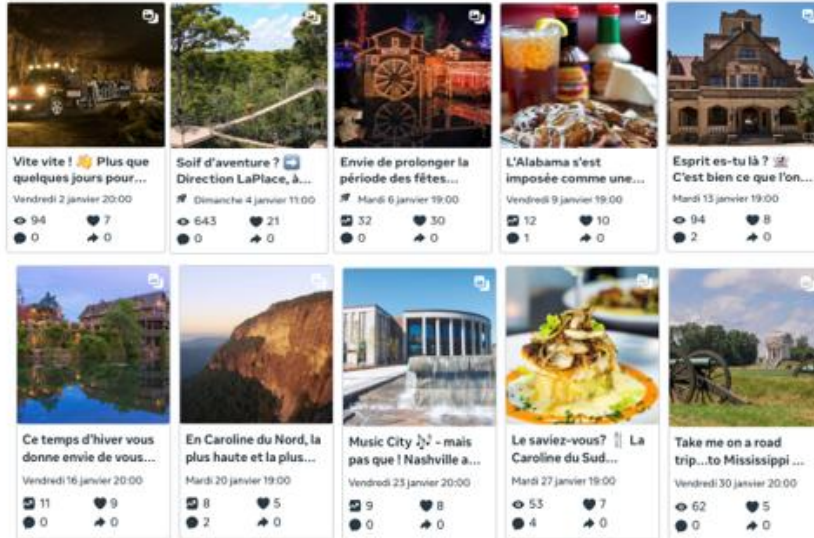 Vite vite ! 👋 Plus que
quelques jours pour...
Vendredi 2 janvier 20:00
94 7
0 0
Soif d'aventure ? ➡️
Direction LaPlace, à...
Dimanche 4 janvier 11:00
643 21
0 0
Envie de prolonger la
période des fêtes...
Mardi 6 janvier 19:00
32 30
0 0
L'Alabama s'est
imposée comme une...
Vendredi 9 janvier 19:00
12 10
1 0
Esprit es-tu là ? 👻
C'est bien ce que l'on...
Mardi 13 janvier 19:00
94 8
2 0
Ce temps d'hiver vous
donne envie de vous...
Vendredi 16 janvier 20:00
11 9
0 0
En Caroline du Nord, la
plus haute et la plus...
Mardi 20 janvier 19:00
8 5
2 0
Music City 🎶 - mais
pas que ! Nashville a...
Vendredi 23 janvier 20:00
9 8
0 0
Le saviez-vous? 🍴 La
Caroline du Sud...
Mardi 27 janvier 19:00
53 7
4 0
Take me on a road
trip...to Mississippi ...
Vendredi 30 janvier 20:00
62 5
0 0